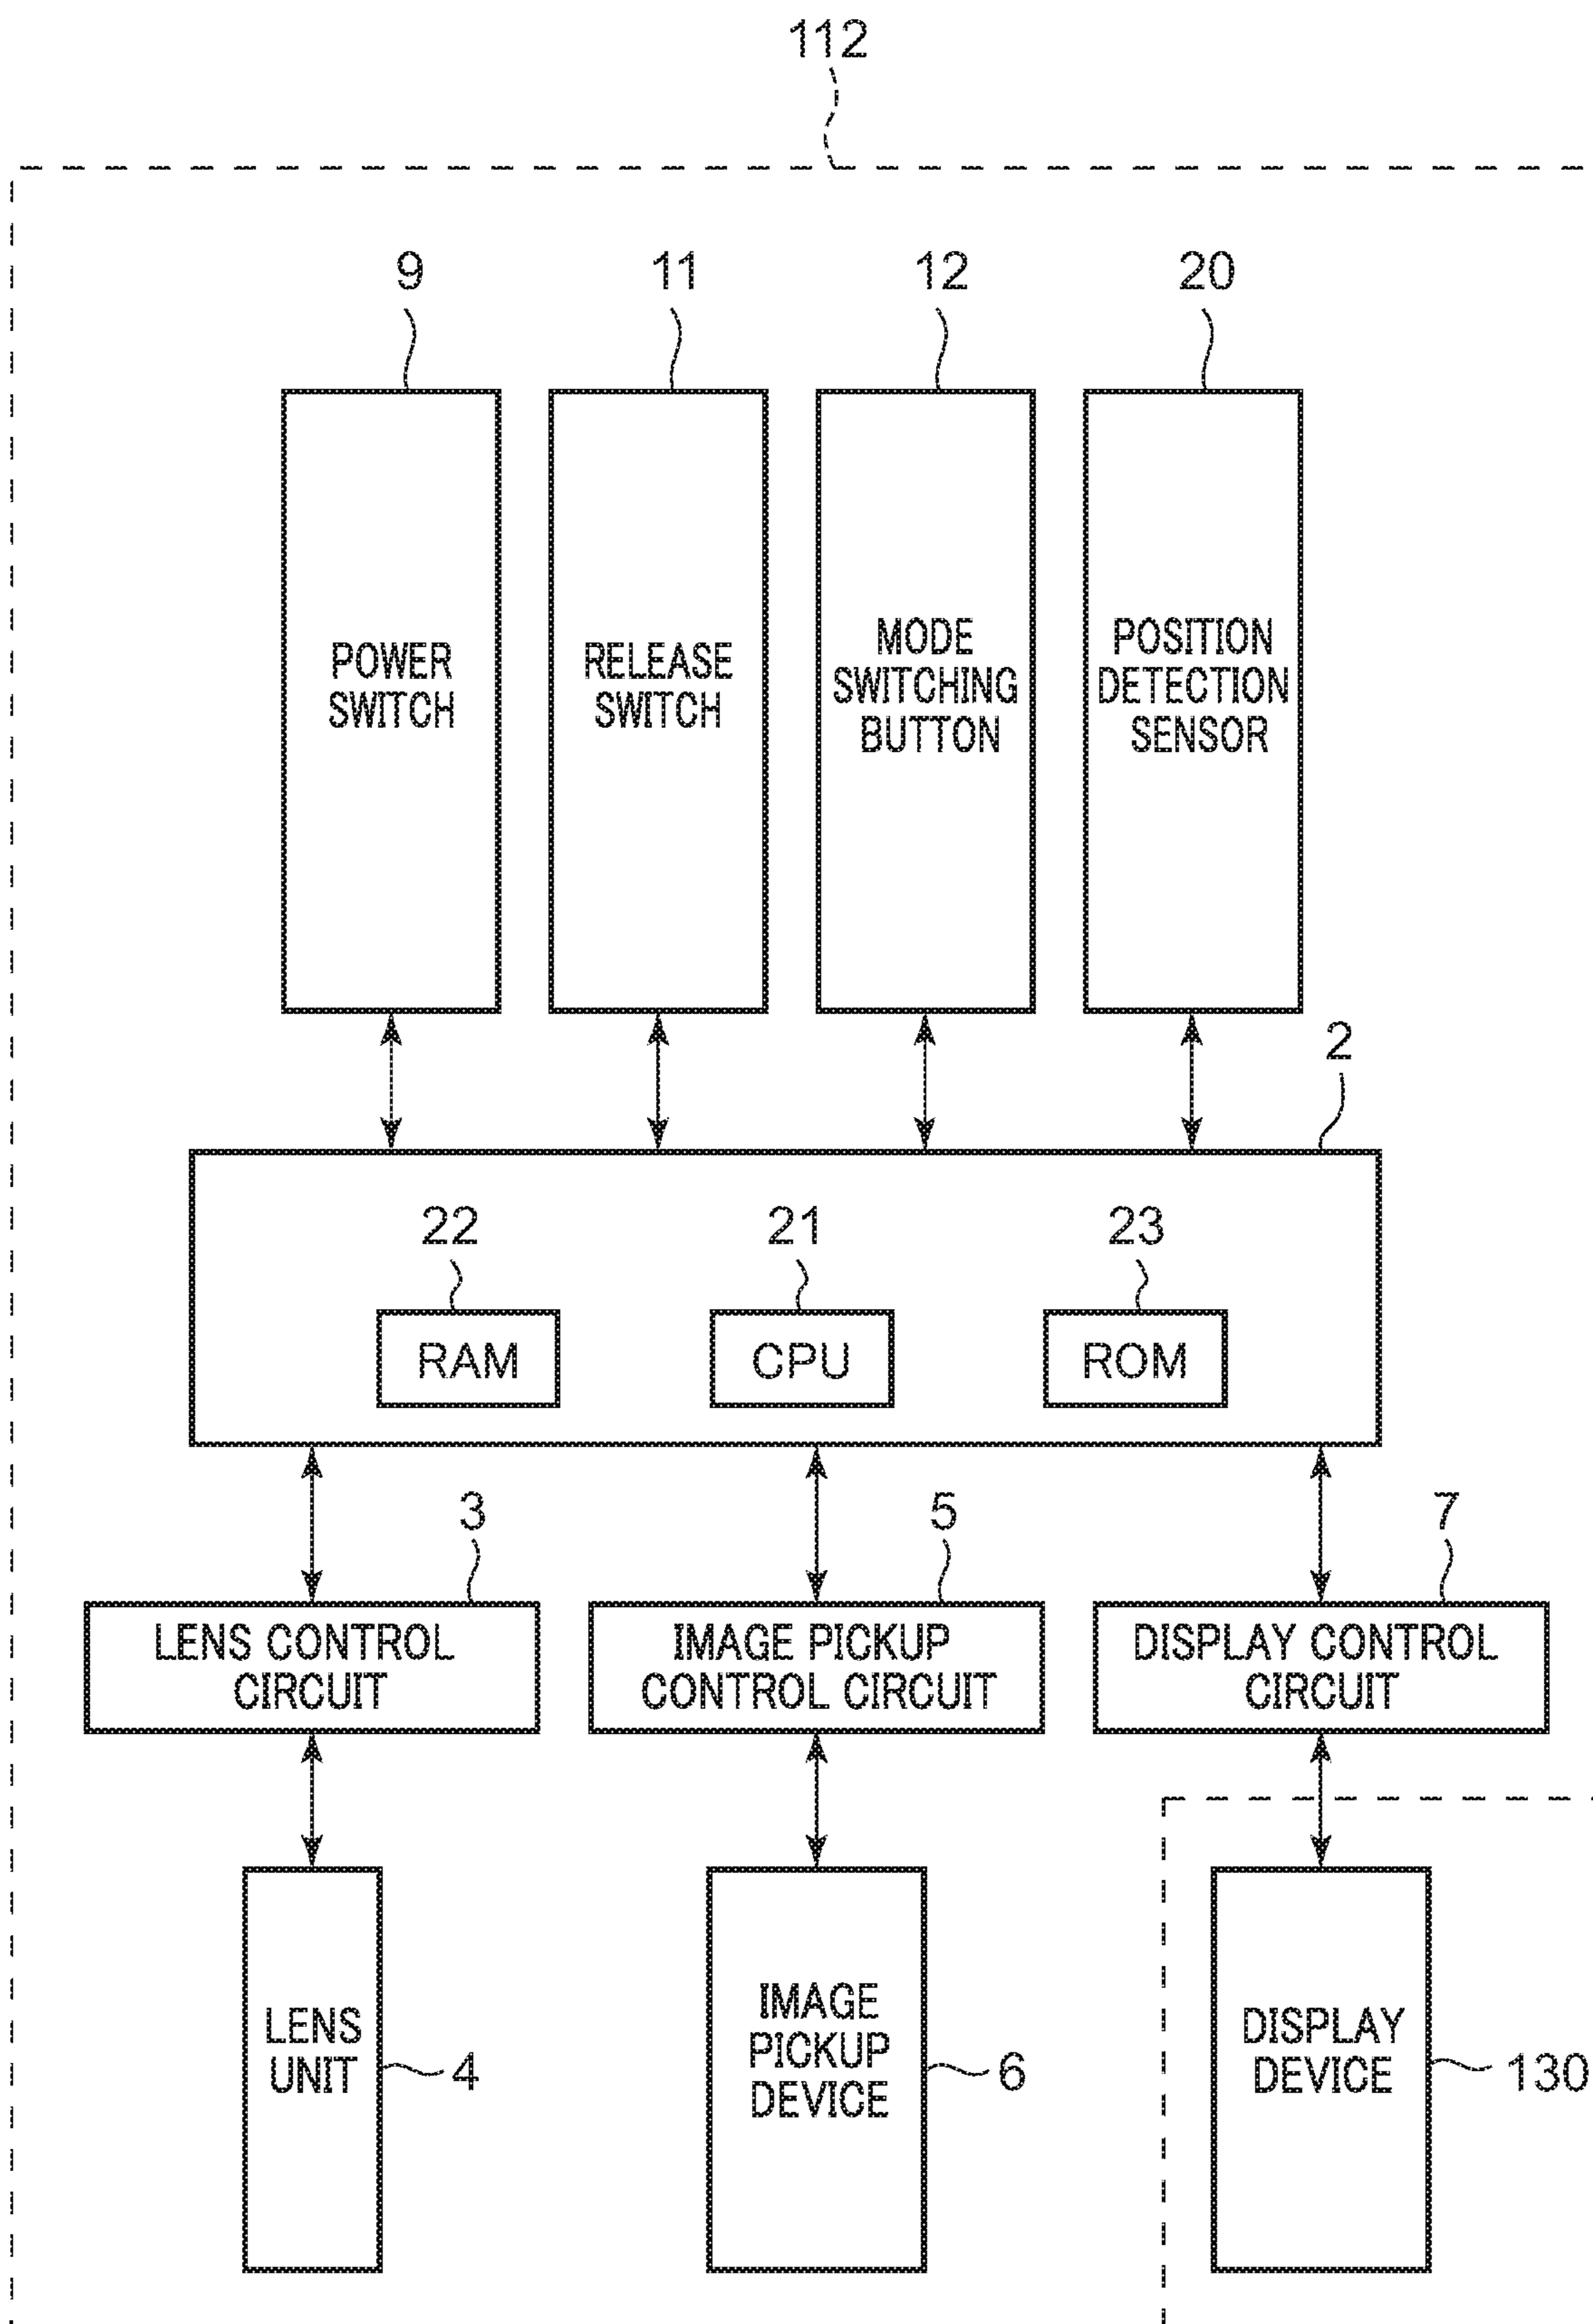 112
9
11
12
20
POWER
SWITCH
RELEASE
SWITCH
MODE
SWITCHING
BUTTON
POSITION
DETECTION
SENSOR
2
22
21
23
RAM
CPU
ROM
3
5
7
LENS CONTROL
CIRCUIT
IMAGE PICKUP
CONTROL CIRCUIT
DISPLAY CONTROL
CIRCUIT
LENS
UNIT
4
IMAGE
PICKUP
DEVICE
6
DISPLAY
DEVICE
130